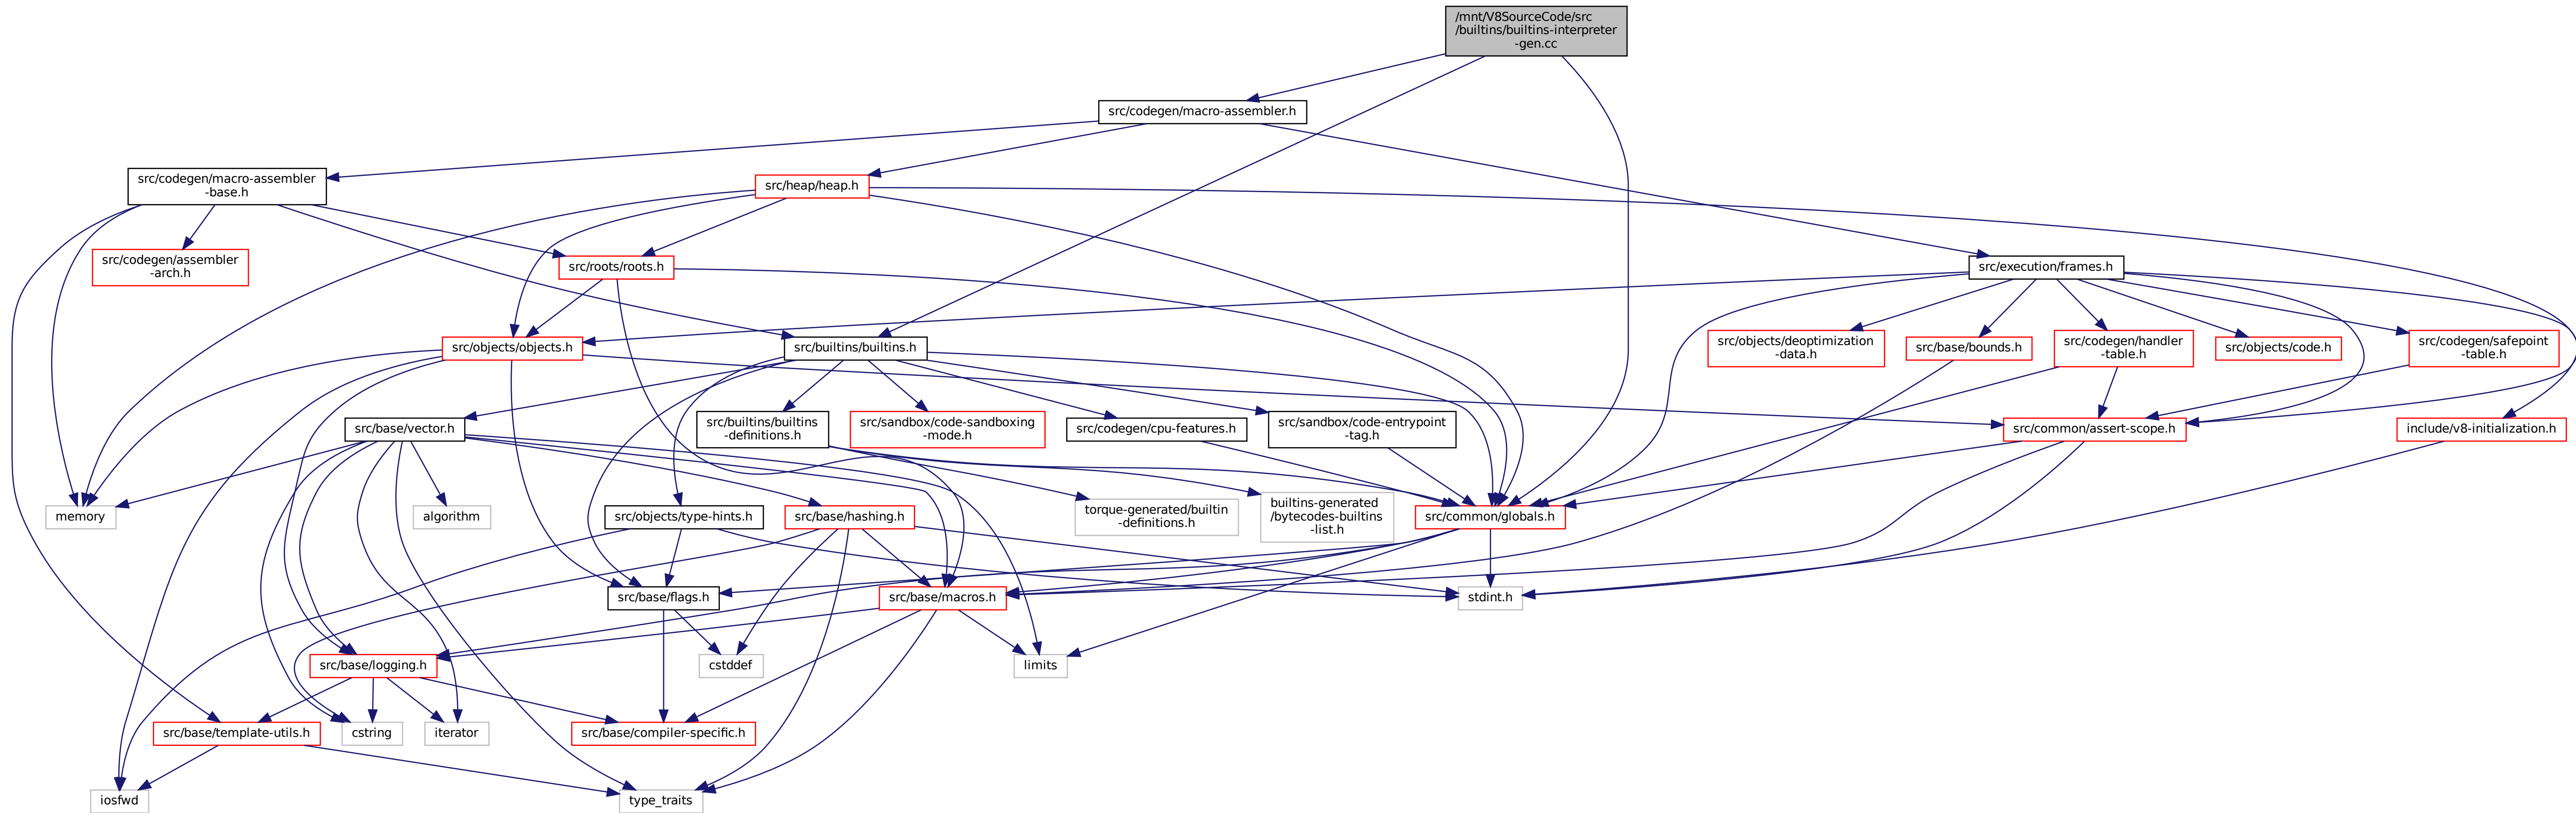 /mnt/V8SourceCode/src
/builtins/builtins-interpreter
-gen.cc
src/codegen/macro-assembler.h
src/codegen/macro-assembler
-base.h
src/heap/heap.h
src/codegen/assembler
-arch.h
src/roots/roots.h
src/execution/frames.h
src/objects/objects.h
src/builtins/builtins.h
src/objects/deoptimization
-data.h
src/base/bounds.h
src/codegen/handler
-table.h
src/objects/code.h
src/codegen/safepoint
-table.h
src/base/vector.h
src/builtins/builtins
-definitions.h
src/sandbox/code-sandboxing
-mode.h
src/codegen/cpu-features.h
src/sandbox/code-entrypoint
-tag.h
src/common/assert-scope.h
include/v8-initialization.h
memory
algorithm
src/objects/type-hints.h
src/base/hashing.h
torque-generated/builtin
-definitions.h
builtins-generated
/bytecodes-builtins
-list.h
src/common/globals.h
src/base/flags.h
src/base/macros.h
stdint.h
src/base/logging.h
cstddef
limits
src/base/template-utils.h
cstring
iterator
src/base/compiler-specific.h
iosfwd
type_traits